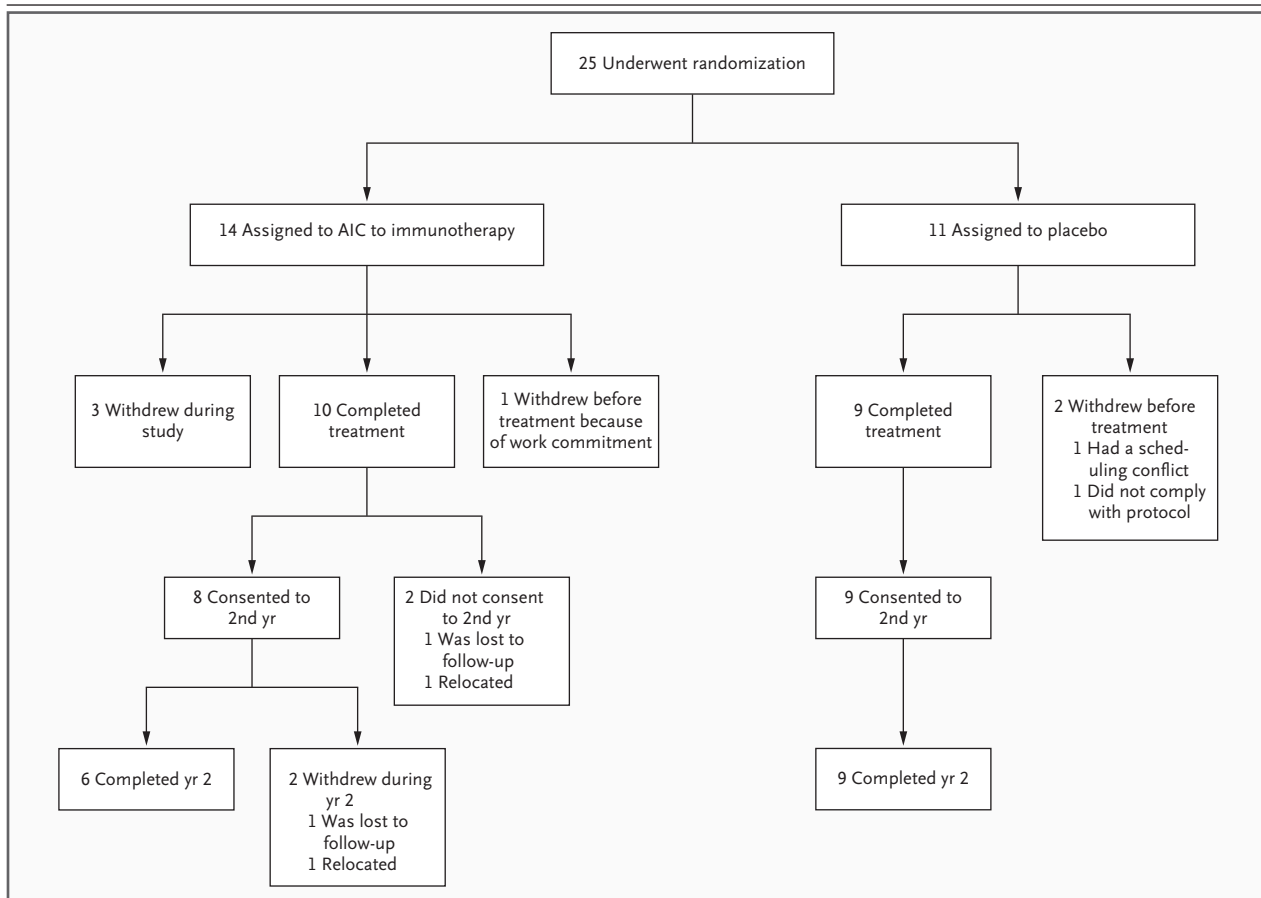 25 Underwent randomization
14 Assigned to AIC to immunotherapy
11 Assigned to placebo
3 Withdrew during
study
10 Completed
treatment
1 Withdrew before
treatment because
of work commitment
9 Completed
treatment
2 Withdrew before
treatment
1 Had a sched-
uling conflict
1 Did not comply
with protocol
8 Consented to
2nd yr
2 Did not consent
to 2nd yr
1 Was lost to
follow-up
1 Relocated
9 Consented to
2nd yr
6 Completed yr 2
2 Withdrew during
yr 2
1 Was lost to
follow-up
1 Relocated
9 Completed yr 2